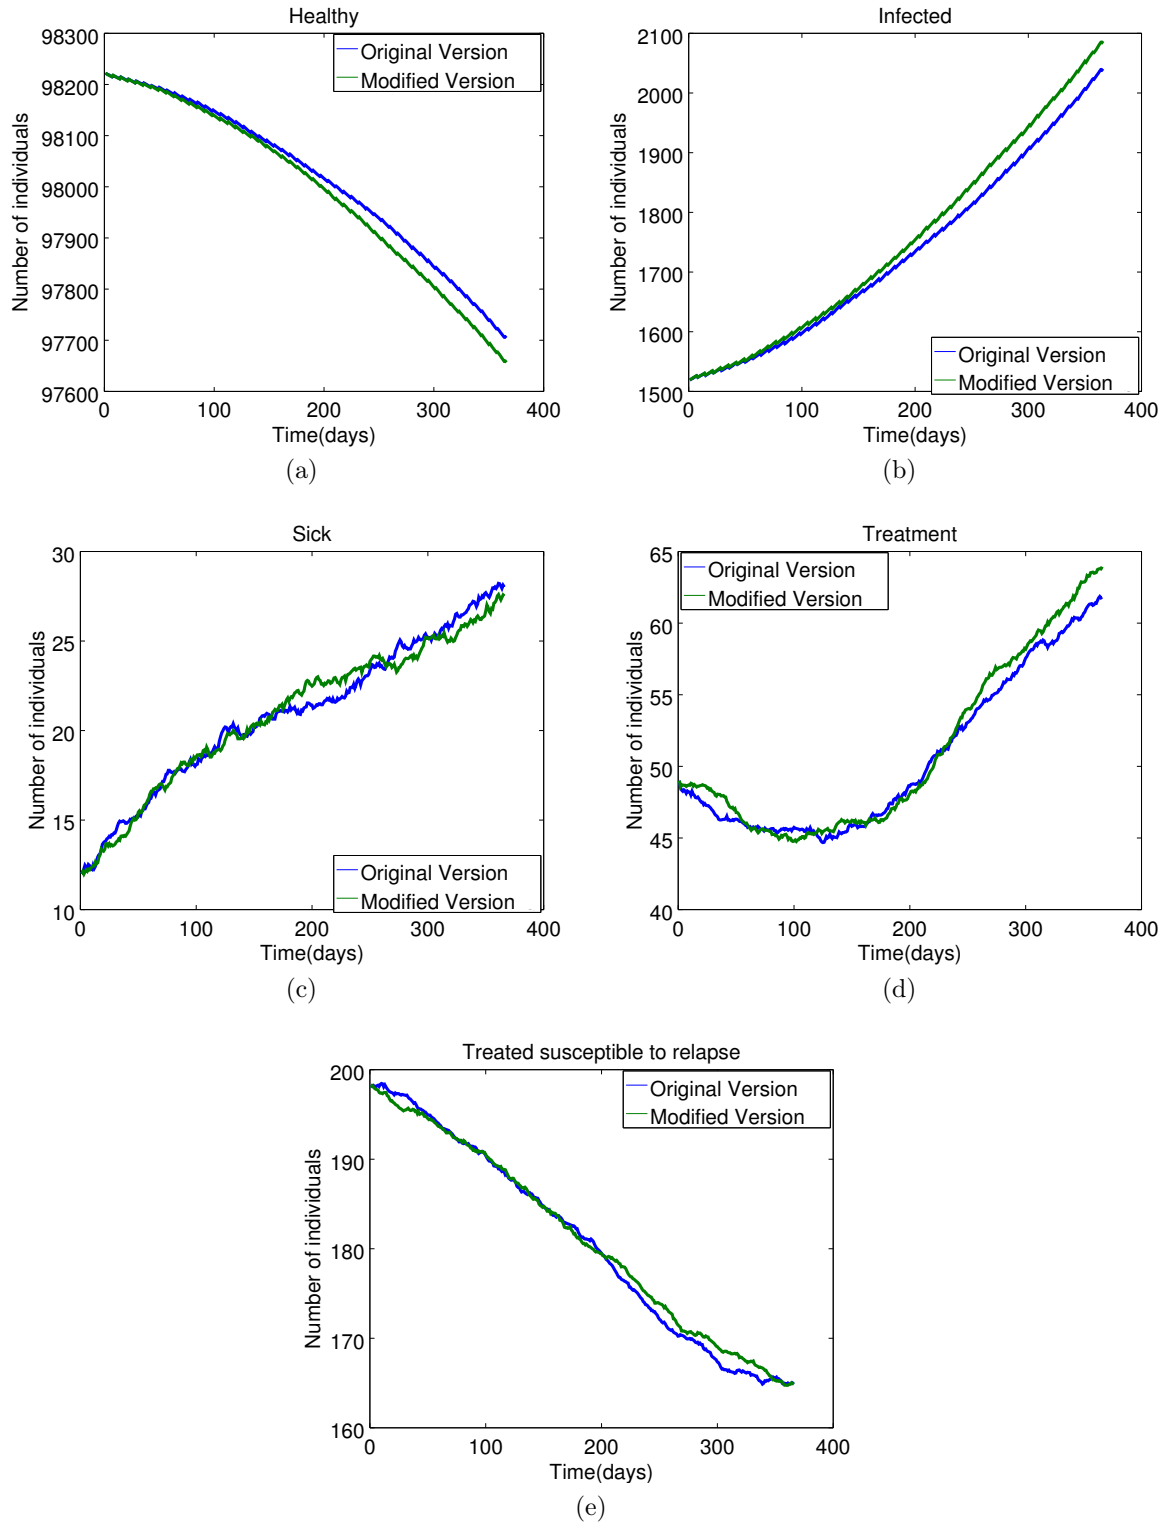 Healthy
98300
98200
98100
98000
97900
97800
97700
97600
0
100
200
300
400
Number of individuals
Time(days)
Original Version
Modified Version
(a)
Infected
2100
2000
1900
1800
1700
1600
1500
0
100
200
300
400
Number of individuals
Time(days)
Original Version
Modified Version
(b)
Sick
30
25
20
15
10
0
100
200
300
400
Number of individuals
Time(days)
Original Version
Modified Version
(c)
Treatment
65
60
55
50
45
40
0
100
200
300
400
Number of individuals
Time(days)
Original Version
Modified Version
(d)
Treated susceptible to relapse
200
190
180
170
160
0
100
200
300
400
Number of individuals
Time(days)
Original Version
Modified Version
(e)